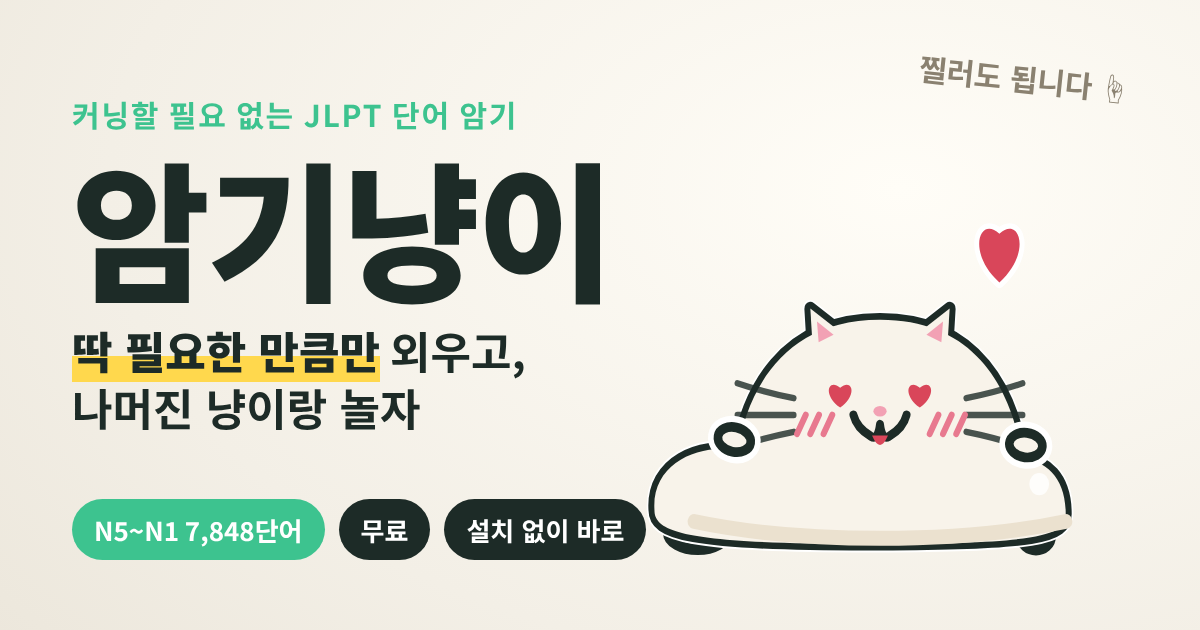 찔러도 됩니다 ☝
커닝할 필요 없는 JLPT 단어 암기
암기냥이
딱 필요한 만큼만 외우고,
나머진 냥이랑 놀자
N5~N1 7,848단어
무료
설치 없이 바로